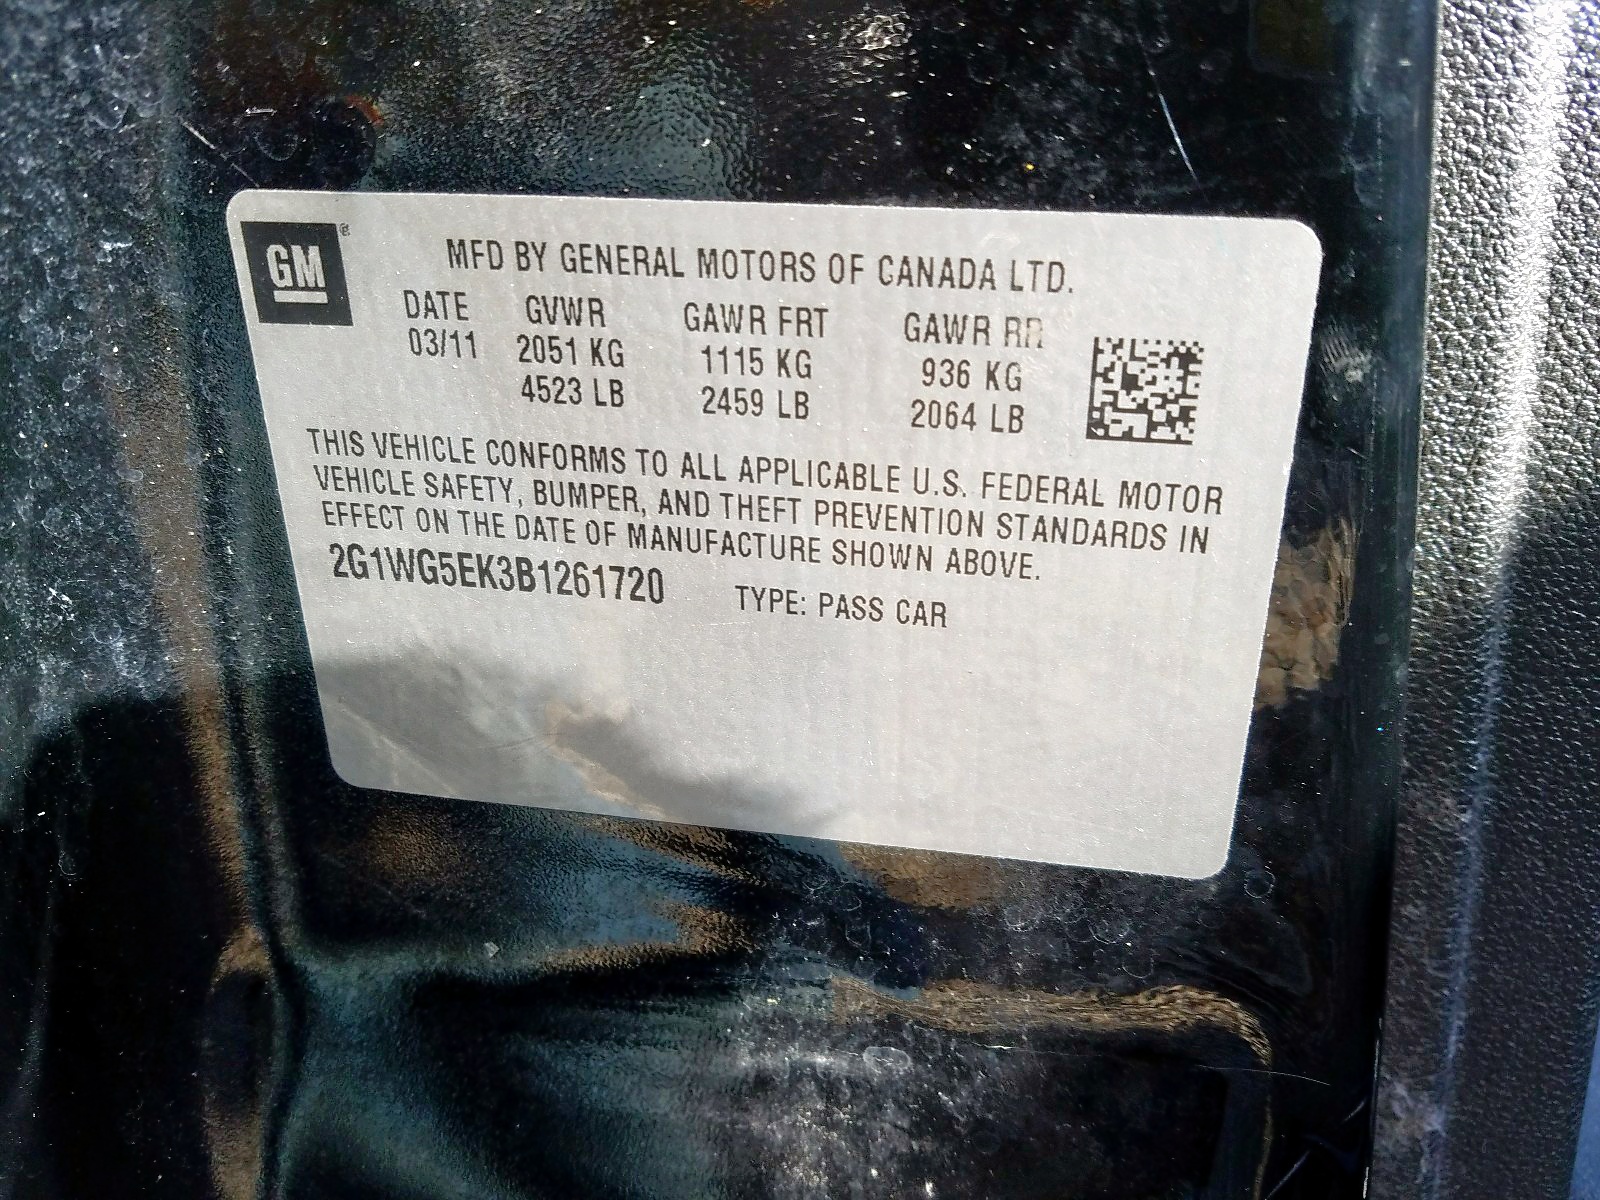 GM®
MFD BY GENERAL MOTORS OF CANADA LTD.
DATE GVWR GAWR FRT GAWR RR
03/11 2051 KG 1115 KG 936 KG
4523 LB 2459 LB 2064 LB
THIS VEHICLE CONFORMS TO ALL APPLICABLE U.S. FEDERAL MOTOR
VEHICLE SAFETY, BUMPER, AND THEFT PREVENTION STANDARDS IN
EFFECT ON THE DATE OF MANUFACTURE SHOWN ABOVE.
2G1WG5EK3B1261720 TYPE: PASS CAR